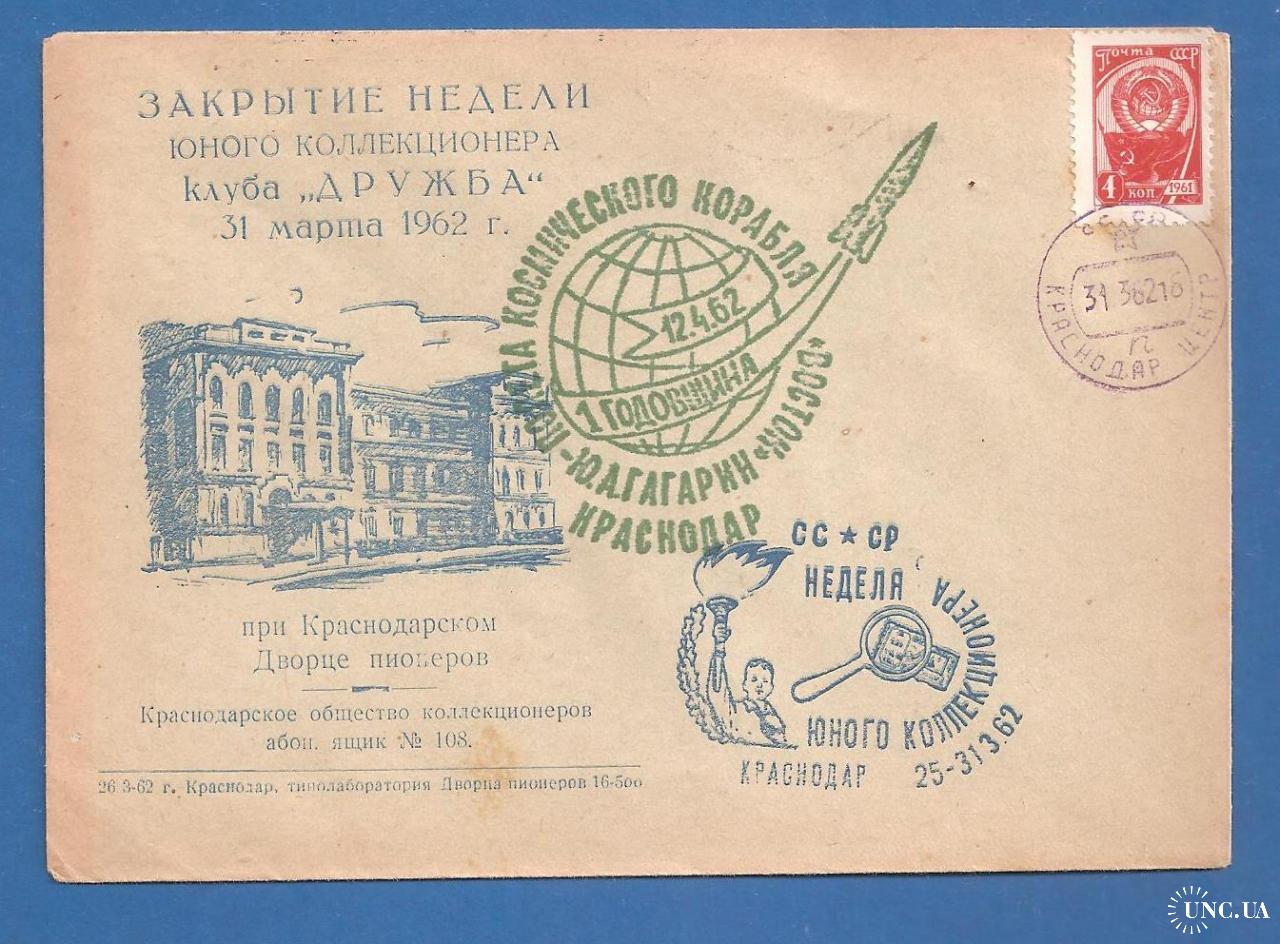 ЗАКРЫТИЕ НЕДЕЛИ
ЮНОГО КОЛЛЕКЦИОНЕРА
клуба „ДРУЖБА“
31 марта 1962 г.
при Краснодарском
Дворце пионеров
Краснодарское общество коллекционеров
абон. ящик № 108.
26 3-62 г. Краснодар, типолаборатория Дворца пионеров 16-500
ПОЛЕТА КОСМИЧЕСКОГО КОРАБЛЯ
„ВОСТОК“-Ю.А.ГАГАРИН
12.4.62
1 ГОДОВЩИНА
КРАСНОДАР
Почта СССР
4 коп
1961
КРАСНОДАР ЦЕНТР
31 36216
СС ★ СР
НЕДЕЛЯ
ЮНОГО КОЛЛЕКЦИОНЕРА
КРАСНОДАР
25-31 3.62
UNC.UA